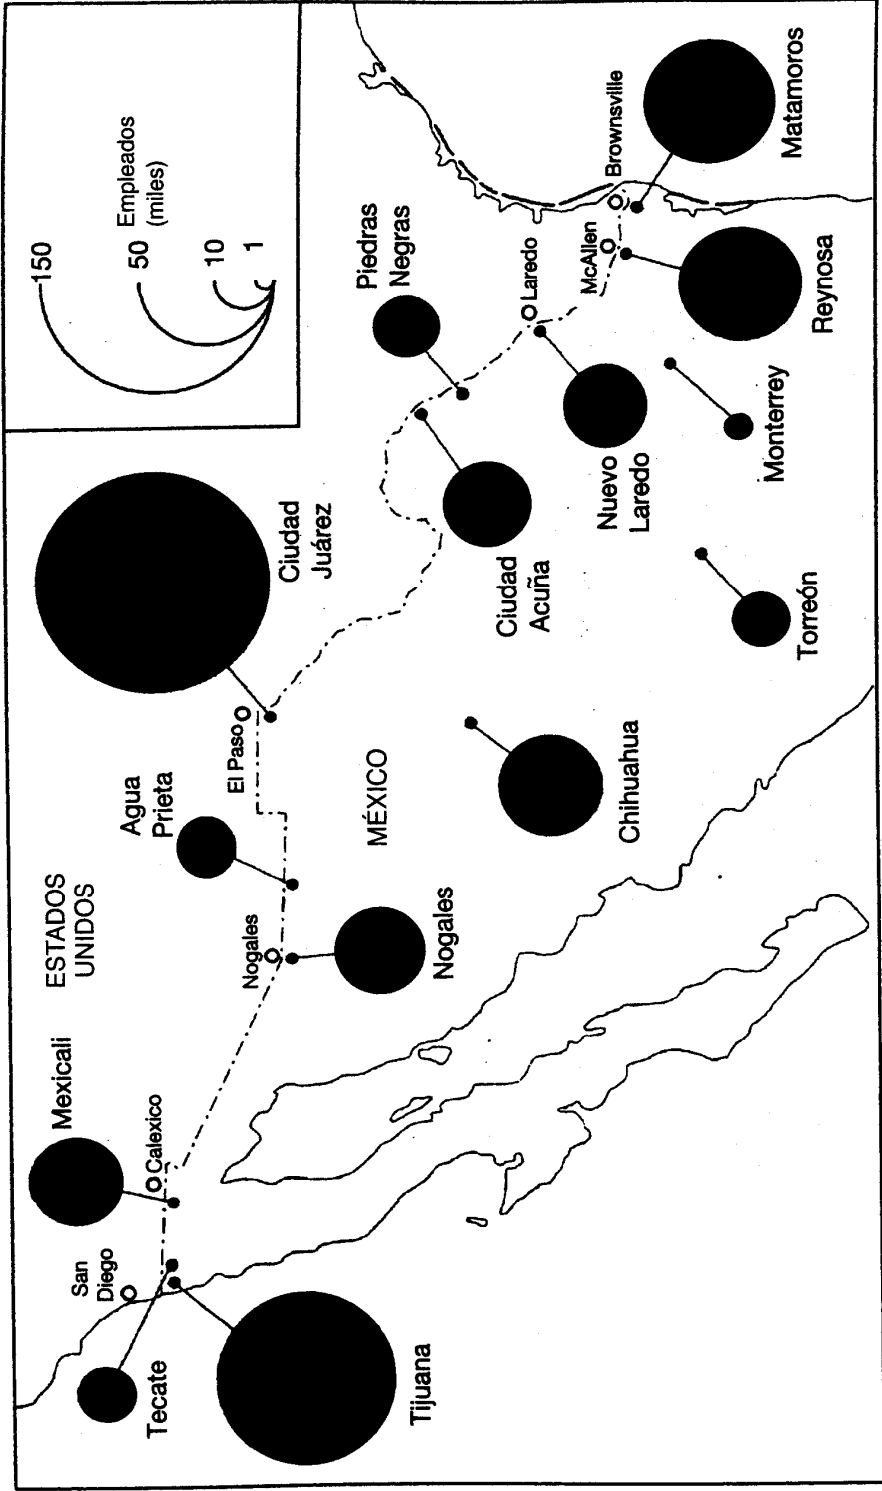 San
Diego
Tecate
Tijuana
Mexicali
Calexico
ESTADOS
UNIDOS
Nogales
Nogales
Agua
Prieta
El Paso
Ciudad
Juárez
MÉXICO
Chihuahua
Ciudad
Acuña
Torreón
Piedras
Negras
Laredo
Nuevo
Laredo
Monterrey
McAllen
Reynosa
Brownsville
Matamoros
150
50
10
1
Empleados
(miles)